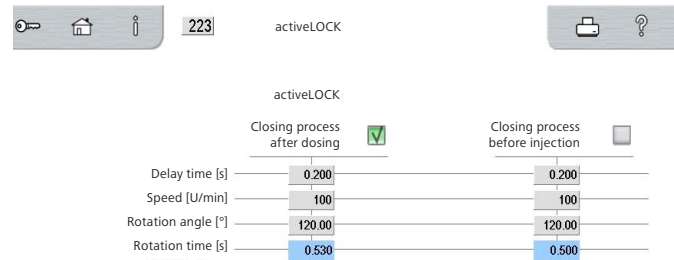 223 activeLOCK
activeLOCK
Closing process after dosing
Closing process before injection
Delay time [s] 0.200 0.200
Speed [U/min] 100 100
Rotation angle [°] 120.00 120.00
Rotation time [s] 0.530 0.500